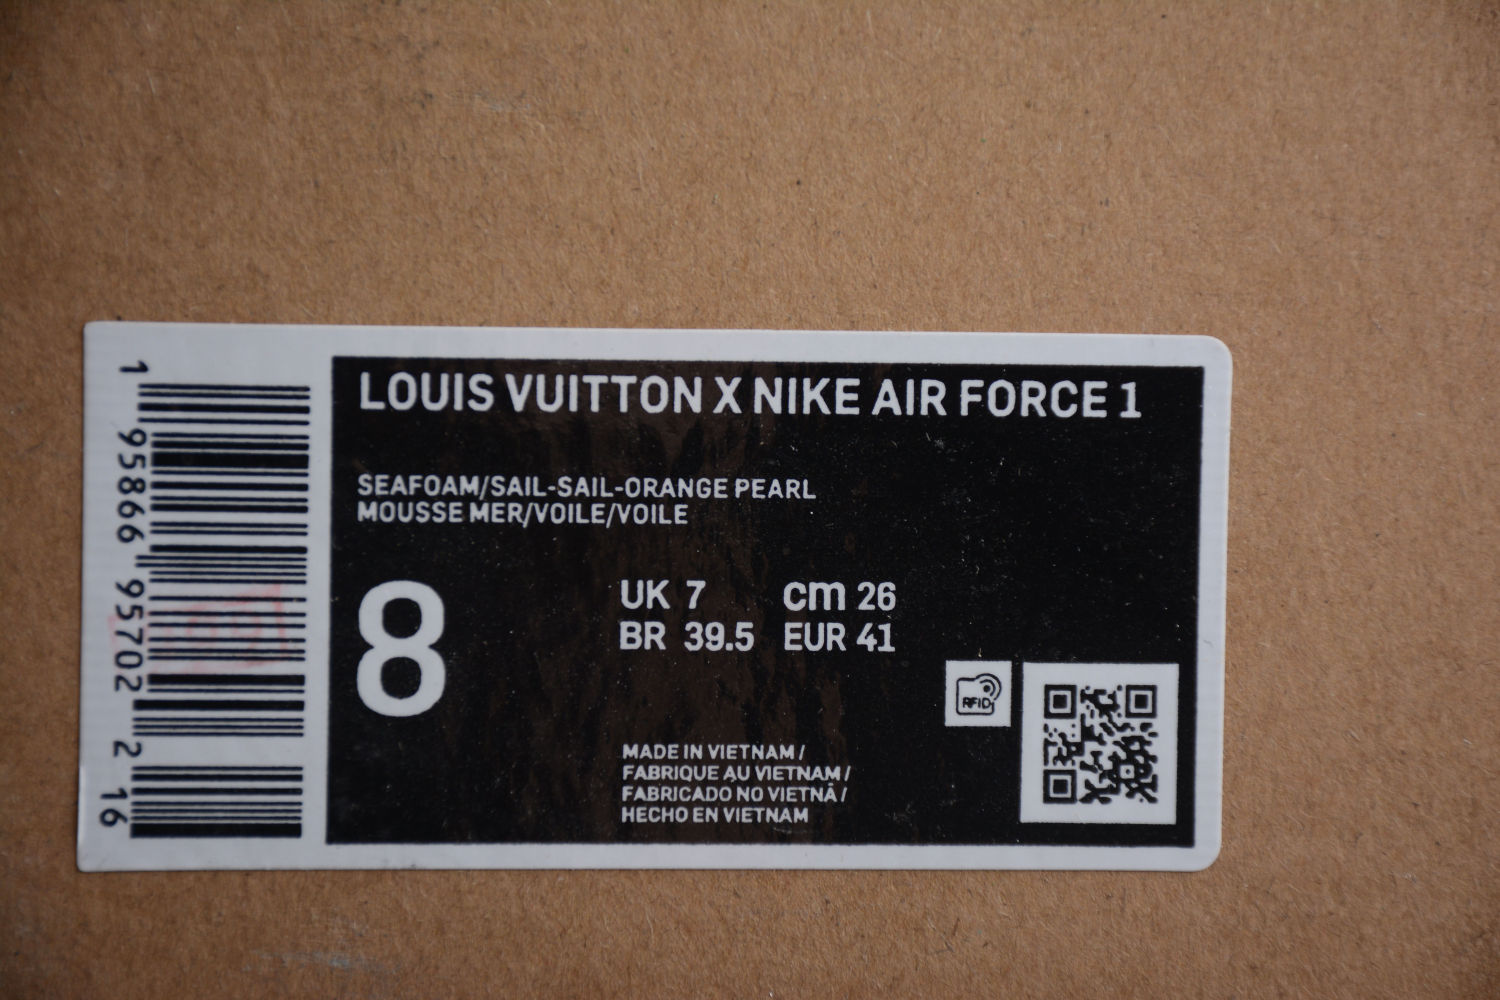 1 95866 95702 2 16
LOUIS VUITTON X NIKE AIR FORCE 1
SEAFOAM/SAIL-SAIL-ORANGE PEARL
MOUSSE MER/VOILE/VOILE
8
UK 7 cm 26
BR 39.5 EUR 41
RFID
MADE IN VIETNAM /
FABRIQUE AU VIETNAM /
FABRICADO NO VIETNÃ /
HECHO EN VIETNAM